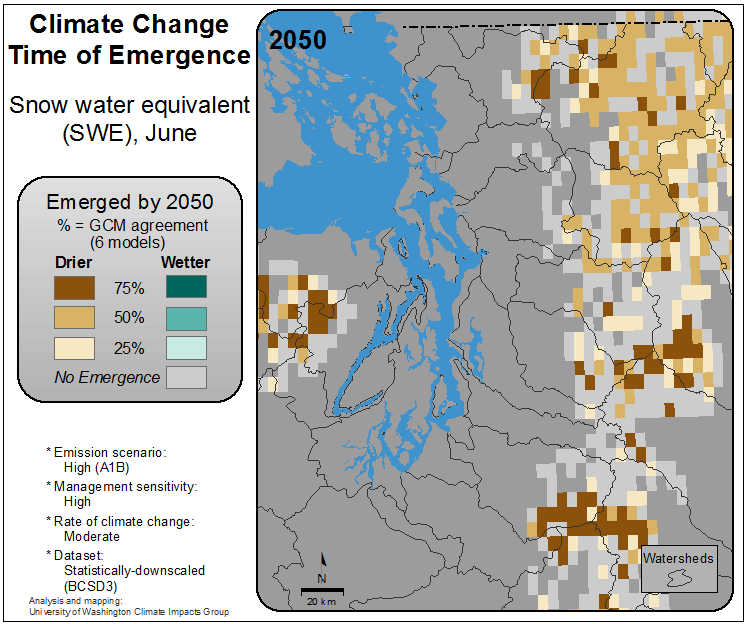 Climate Change
Time of Emergence
Snow water equivalent
(SWE), June
Emerged by 2050
% = GCM agreement
(6 models)
Drier Wetter
75%
50%
25%
No Emergence
* Emission scenario:
High (A1B)
* Management sensitivity:
High
* Rate of climate change:
Moderate
* Dataset:
Statistically-downscaled
(BCSD3)
Analysis and mapping:
University of Washington Climate Impacts Group
2050
N
20 km
Watersheds